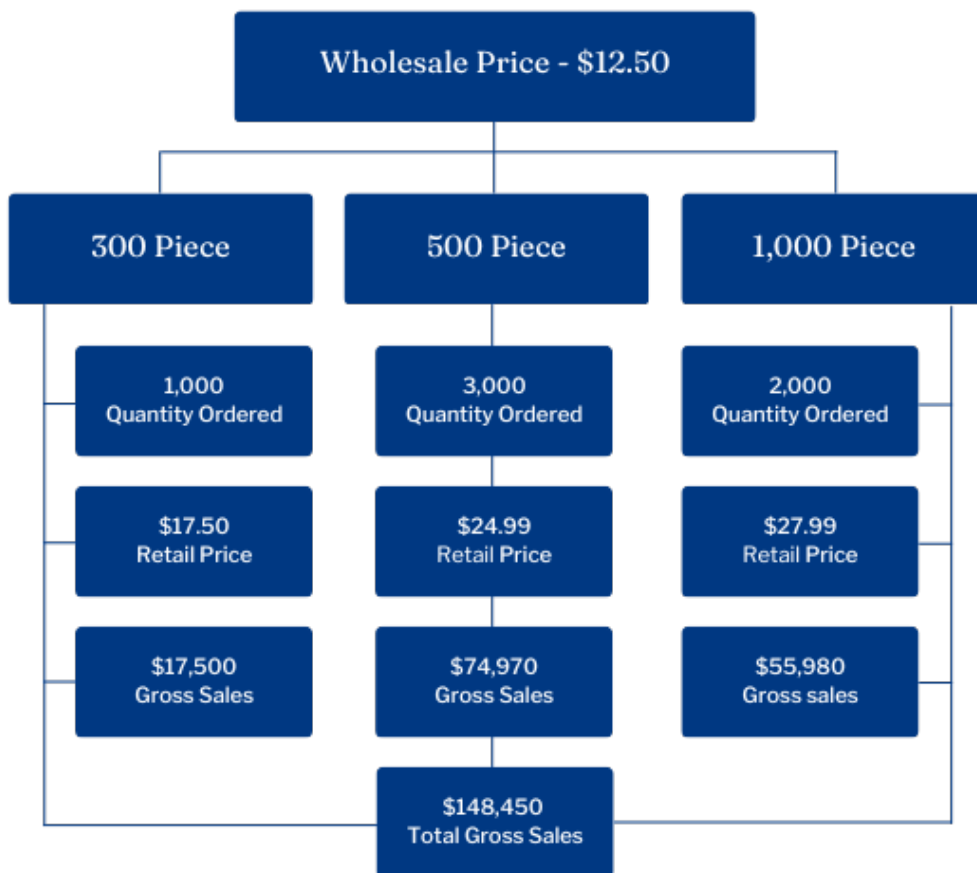 Wholesale Price - $12.50
300 Piece
500 Piece
1,000 Piece
1,000
Quantity Ordered
3,000
Quantity Ordered
2,000
Quantity Ordered
$17.50
Retail Price
$24.99
Retail Price
$27.99
Retail Price
$17,500
Gross Sales
$74,970
Gross Sales
$55,980
Gross sales
$148,450
Total Gross Sales